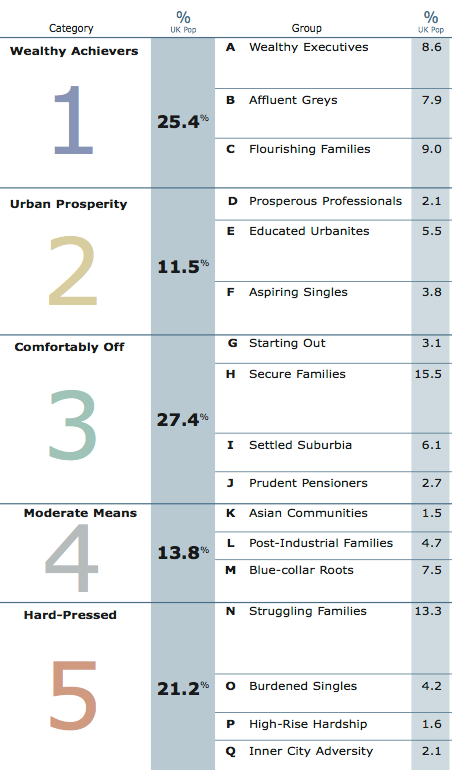 % %
Category UK Pop Group UK Pop
Wealthy Achievers
1
25.4%
A Wealthy Executives 8.6
B Affluent Greys 7.9
C Flourishing Families 9.0
Urban Prosperity
2
11.5%
D Prosperous Professionals 2.1
E Educated Urbanites 5.5
F Aspiring Singles 3.8
Comfortably Off
3
27.4%
G Starting Out 3.1
H Secure Families 15.5
I Settled Suburbia 6.1
J Prudent Pensioners 2.7
Moderate Means
4
13.8%
K Asian Communities 1.5
L Post-Industrial Families 4.7
M Blue-collar Roots 7.5
Hard-Pressed
5
21.2%
N Struggling Families 13.3
O Burdened Singles 4.2
P High-Rise Hardship 1.6
Q Inner City Adversity 2.1